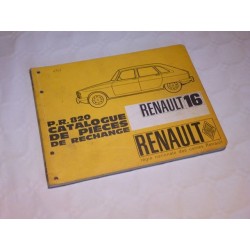 RENAULT 16
P.R. 820
CATALOGUE
DE PIECES
DE RECHANGE
RENAULT